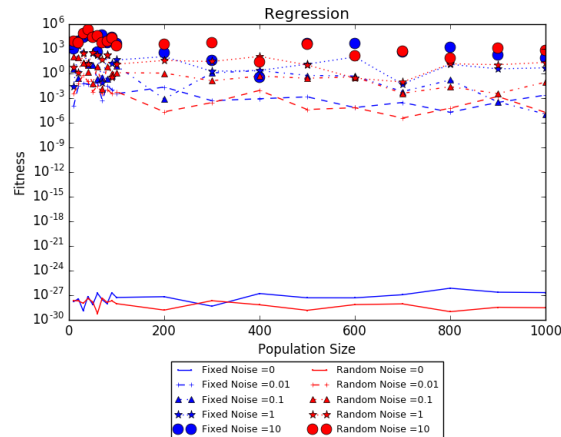 Regression
10^6
10^3
10^0
10^-3
10^-6
10^-9
10^-12
10^-15
10^-18
10^-21
10^-24
10^-27
10^-30
Fitness
0 200 400 600 800 1000
Population Size
Fixed Noise =0 Random Noise =0
Fixed Noise =0.01 Random Noise =0.01
Fixed Noise =0.1 Random Noise =0.1
Fixed Noise =1 Random Noise =1
Fixed Noise =10 Random Noise =10